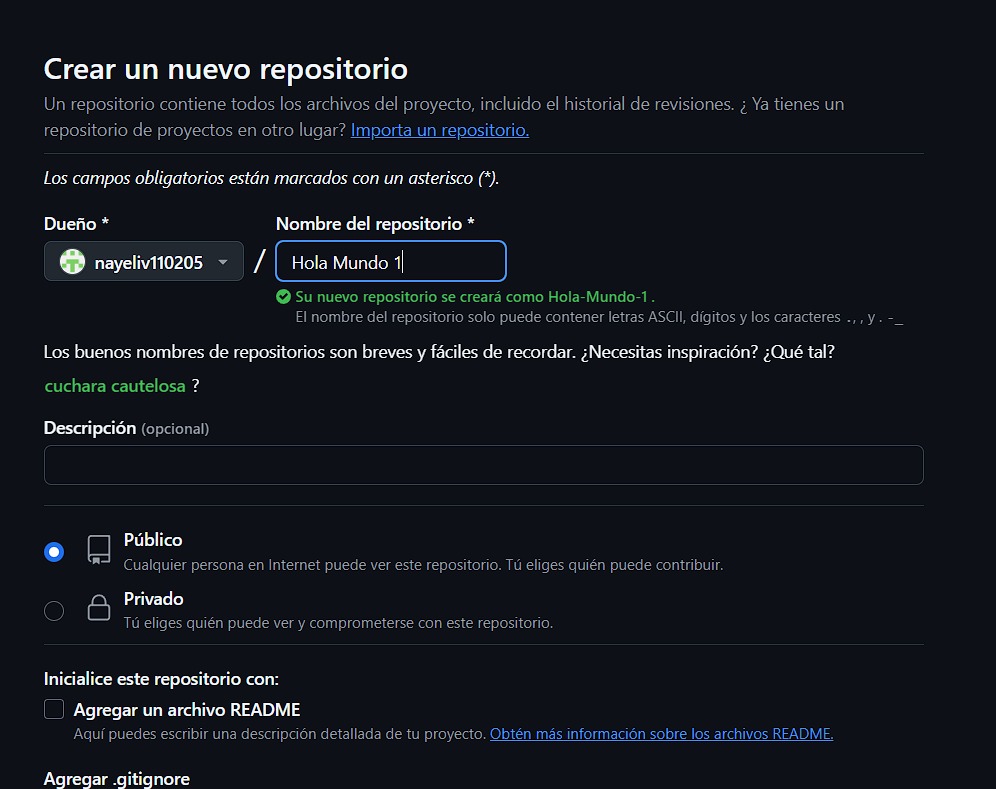 Crear un nuevo repositorio
Un repositorio contiene todos los archivos del proyecto, incluido el historial de revisiones. ¿ Ya tienes un
repositorio de proyectos en otro lugar? Importa un repositorio.
Los campos obligatorios están marcados con un asterisco (*).
Dueño *
Nombre del repositorio *
nayeliv110205 / Hola Mundo 1
Su nuevo repositorio se creará como Hola-Mundo-1 .
El nombre del repositorio solo puede contener letras ASCII, dígitos y los caracteres ., , y . - _
Los buenos nombres de repositorios son breves y fáciles de recordar. ¿Necesitas inspiración? ¿Qué tal?
cuchara cautelosa ?
Descripción (opcional)
Público
Cualquier persona en Internet puede ver este repositorio. Tú eliges quién puede contribuir.
Privado
Tú eliges quién puede ver y comprometerse con este repositorio.
Inicialice este repositorio con:
Agregar un archivo README
Aquí puedes escribir una descripción detallada de tu proyecto. Obtén más información sobre los archivos README.
Agregar .gitignore